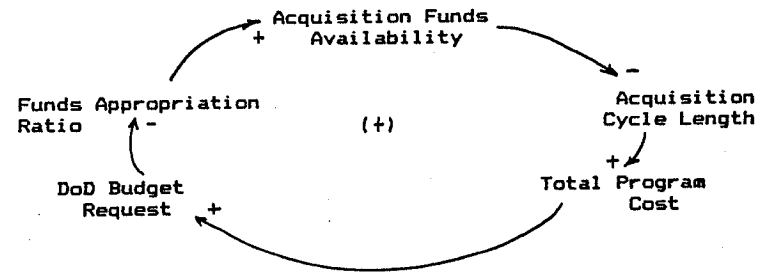 Acquisition Funds
+ Availability
-
Funds Appropriation
Ratio -
(+)
Acquisition
Cycle Length
+
DoD Budget
Request +
Total Program
Cost